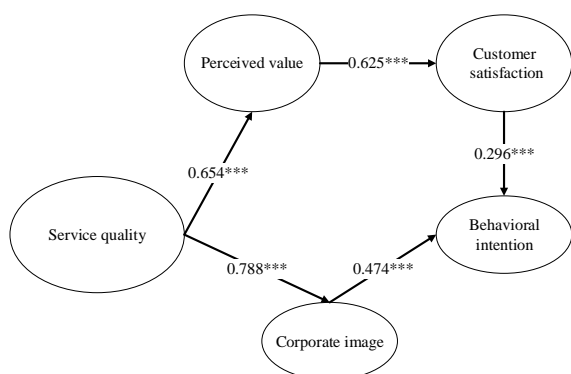 Perceived value
0.625***
Customer
satisfaction
0.296***
0.654***
Service quality
Behavioral
intention
0.788***
0.474***
Corporate image